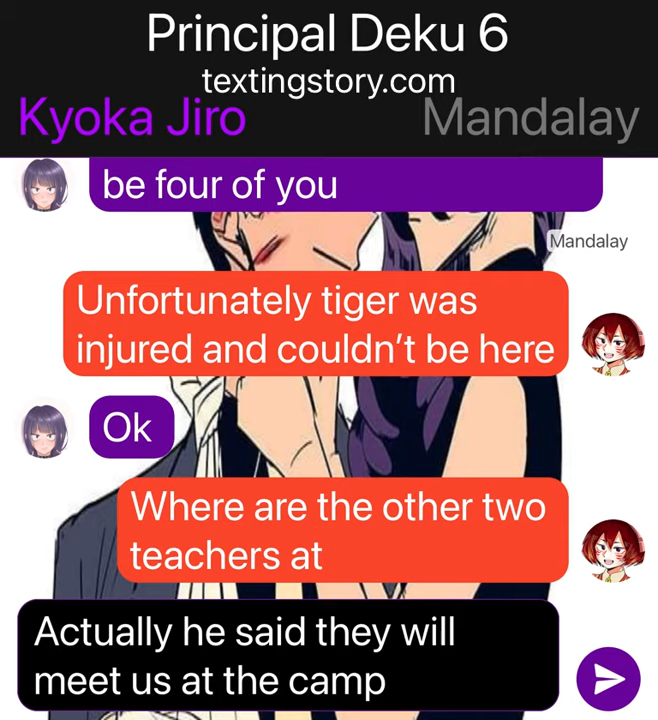 Principal Deku 6
textingstory.com
Kyoka Jiro Mandalay
be four of you
Mandalay
Unfortunately tiger was
injured and couldn't be here
Ok
Where are the other two
teachers at
Actually he said they will
meet us at the camp